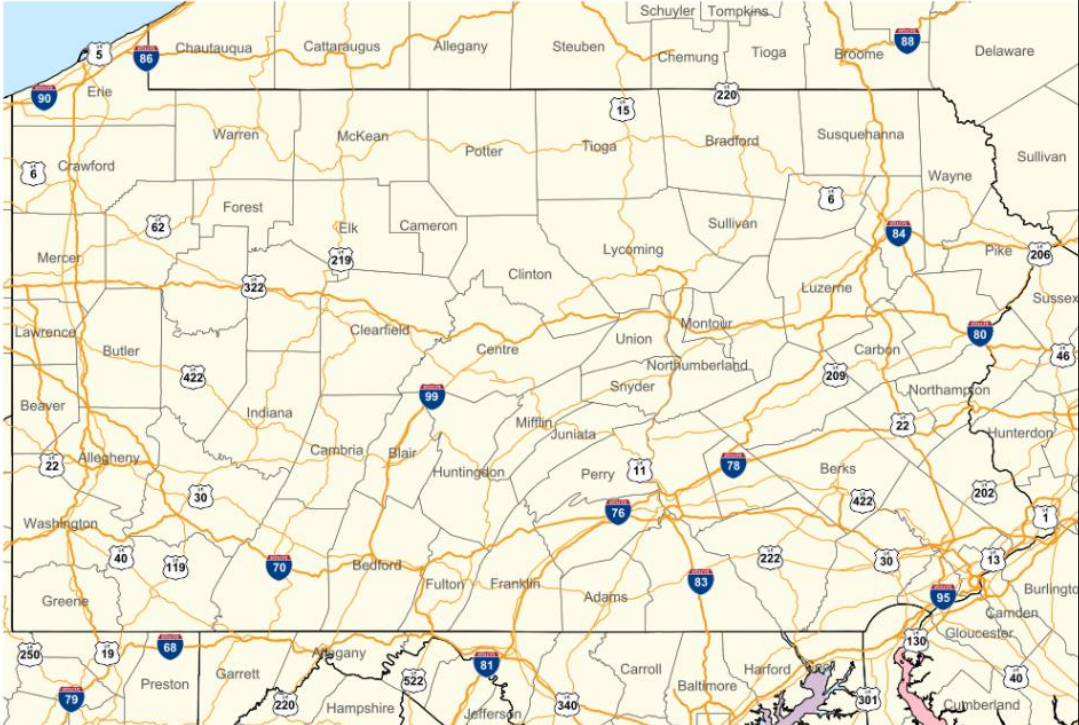 Schuyler Tompkins
5
86
Chautauqua
Cattaraugus
Allegany
Steuben
Chemung
Tioga
Broome
88
Delaware
90
Erie
15
220
Warren
McKean
Potter
Tioga
Bradford
Susquehanna
Sullivan
6
Crawford
Wayne
62
Forest
Elk
Cameron
Sullivan
6
84
Mercer
219
Lycoming
Pike
206
322
Clinton
Luzerne
Sussex
Lawrence
Butler
Clearfield
Centre
Union
Montour
Carbon
80
46
422
99
Northumberland
Snyder
209
Northampton
Beaver
Indiana
Mifflin
Juniata
22
Hunterdon
22
Allegheny
Cambria
Blair
Huntingdon
Perry
11
78
Berks
30
76
422
202
1
Washington
40
119
70
Bedford
Fulton
Franklin
Adams
83
222
30
13
95
Burlingto
Greene
Camden
Gloucester
250
19
68
Allegany
81
Carroll
Harford
130
Preston
Garrett
522
Baltimore
40
79
220
Hampshire
Jefferson
340
301
Cumberland